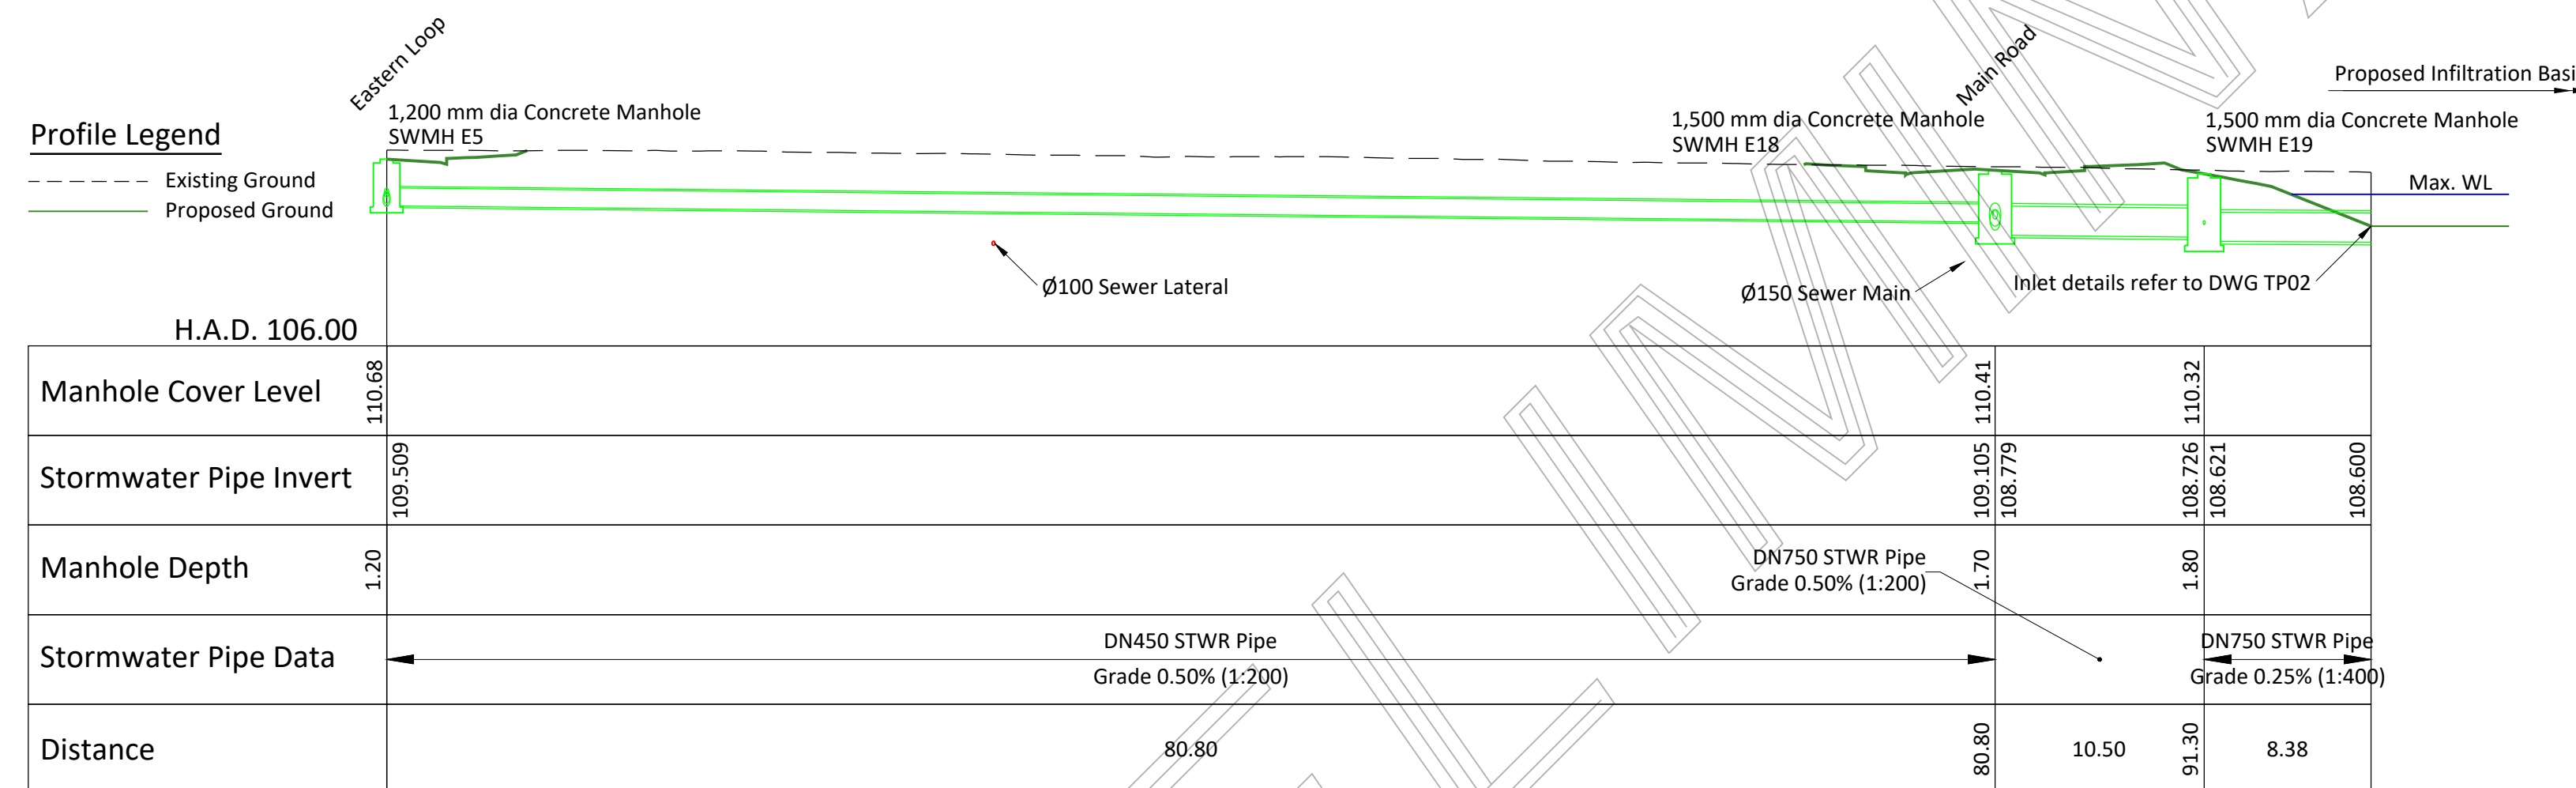 Eastern Loop
Main Road
Proposed Infiltration Basi
1,200 mm dia Concrete Manhole
SWMH E5
1,500 mm dia Concrete Manhole
SWMH E18
1,500 mm dia Concrete Manhole
SWMH E19
Profile Legend
Existing Ground
Proposed Ground
Max. WL
Ø100 Sewer Lateral
Ø150 Sewer Main
Inlet details refer to DWG TP02
H.A.D. 106.00
Manhole Cover Level
110.68
110.41
110.32
Stormwater Pipe Invert
109.509
109.105
108.779
108.726
108.621
108.600
Manhole Depth
1.20
DN750 STWR Pipe
Grade 0.50% (1:200)
1.70
1.80
Stormwater Pipe Data
DN450 STWR Pipe
Grade 0.50% (1:200)
DN750 STWR Pipe
Grade 0.25% (1:400)
Distance
80.80
80.80
10.50
91.30
8.38